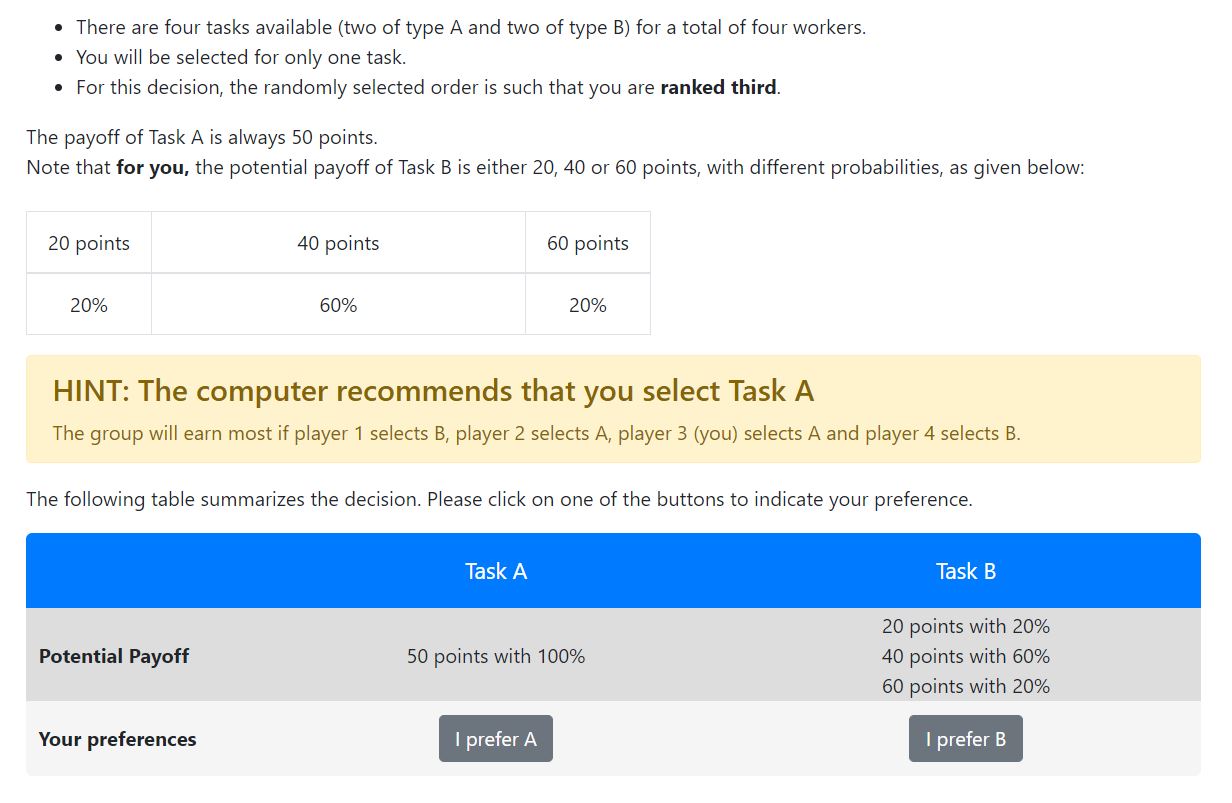 There are four tasks available (two of type A and two of type B) for a total of four workers.
You will be selected for only one task.
For this decision, the randomly selected order is such that you are ranked third.
The payoff of Task A is always 50 points.
Note that for you, the potential payoff of Task B is either 20, 40 or 60 points, with different probabilities, as given below:
20 points 40 points 60 points
20% 60% 20%
HINT: The computer recommends that you select Task A
The group will earn most if player 1 selects B, player 2 selects A, player 3 (you) selects A and player 4 selects B.
The following table summarizes the decision. Please click on one of the buttons to indicate your preference.
Task A Task B
20 points with 20%
Potential Payoff 50 points with 100% 40 points with 60%
60 points with 20%
Your preferences I prefer A I prefer B